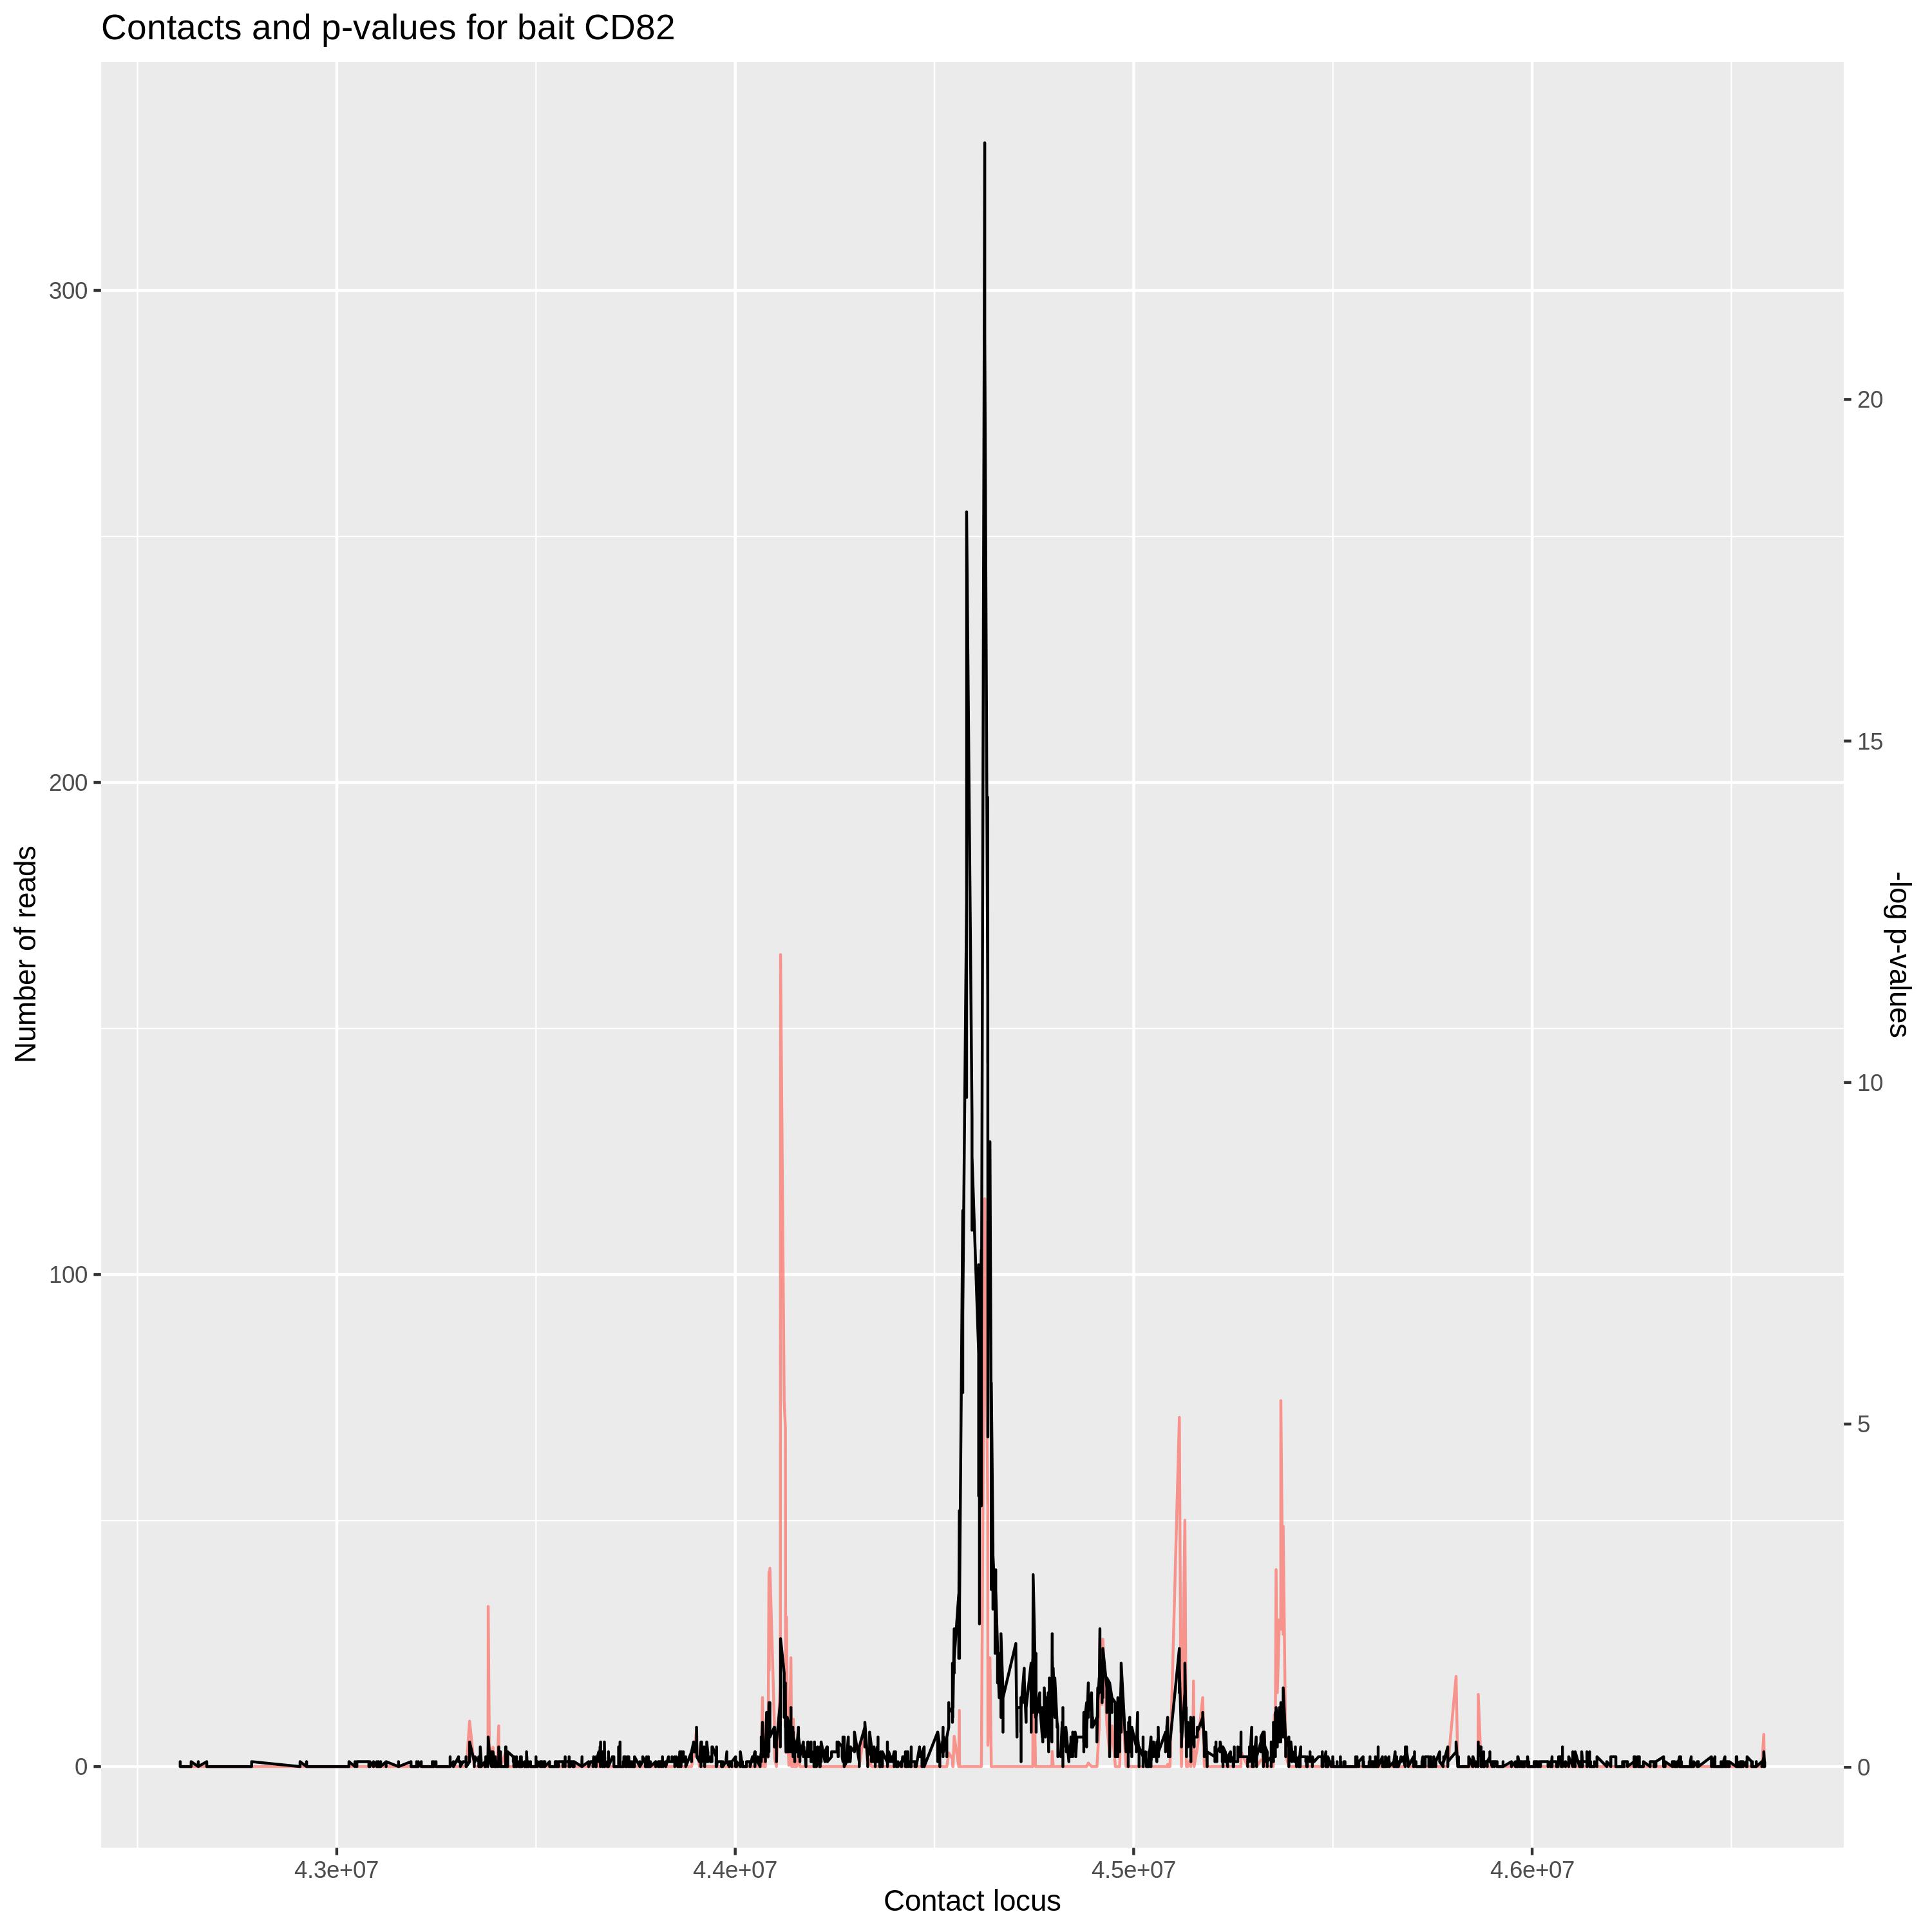 Contacts and p-values for bait CD82
Number of reads
300
200
100
0
20
15
10
5
0
-log p-values
4.3e+07
4.4e+07
4.5e+07
4.6e+07
Contact locus